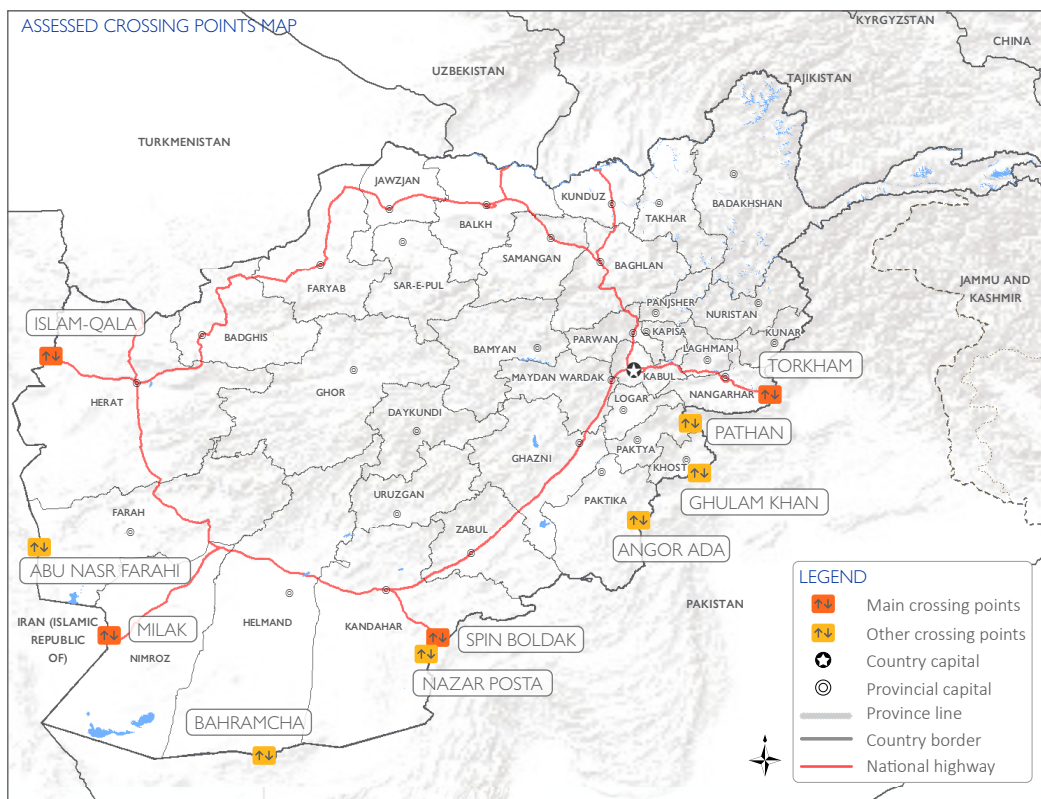 ASSESSED CROSSING POINTS MAP
KYRGYZSTAN
CHINA
UZBEKISTAN
TAJIKISTAN
TURKMENISTAN
JAWZJAN
BALKH
KUNDUZ
TAKHAR
BADAKHSHAN
SAMANGAN
BAGHLAN
FARYAB
SAR-E-PUL
PANJSHER
NURISTAN
JAMMU AND
KASHMIR
ISLAM-QALA
BADGHIS
BAMYAN
PARWAN
KAPISA
KUNAR
LAGHMAN
TORKHAM
HERAT
GHOR
MAYDAN WARDAK
KABUL
NANGARHAR
LOGAR
DAYKUNDI
PATHAN
GHAZNI
PAKTYA
KHOST
GHULAM KHAN
URUZGAN
PAKTIKA
FARAH
ZABUL
ANGOR ADA
ABU NASR FARAHI
PAKISTAN
IRAN (ISLAMIC
REPUBLIC
OF)
MILAK
NIMROZ
HELMAND
KANDAHAR
SPIN BOLDAK
NAZAR POSTA
BAHRAMCHA
LEGEND
Main crossing points
Other crossing points
Country capital
Provincial capital
Province line
Country border
National highway